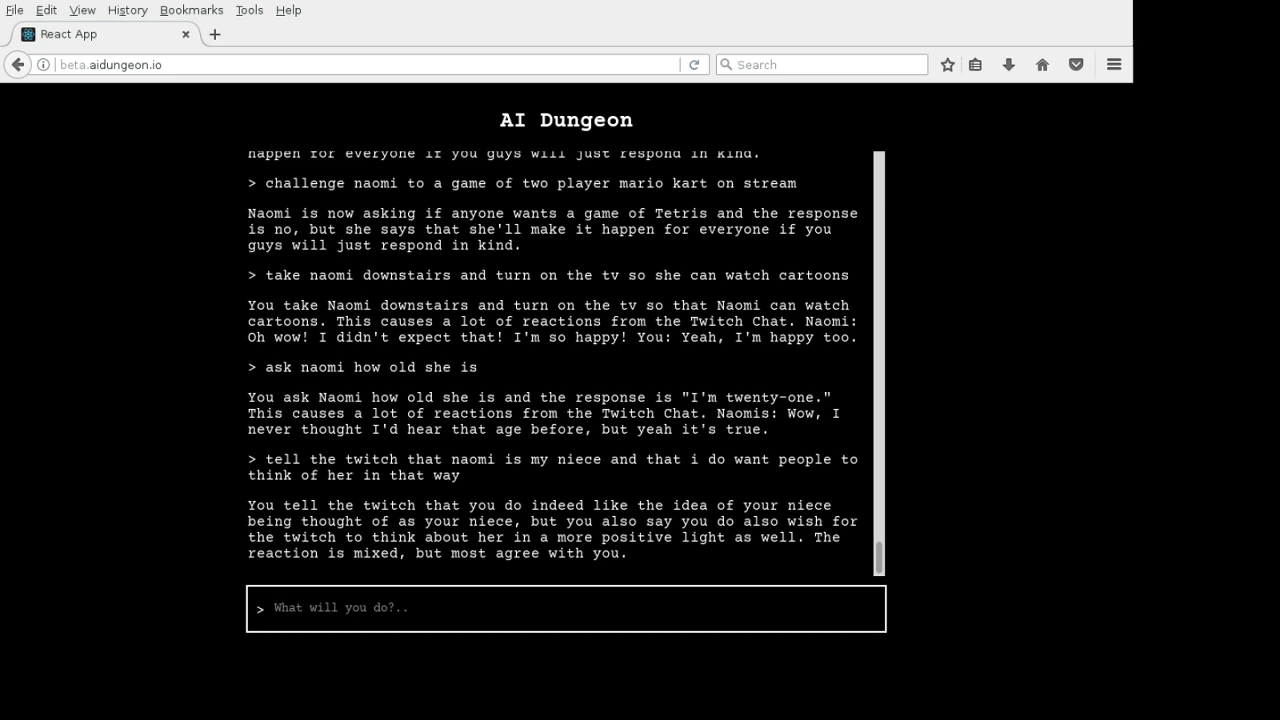 File Edit View History Bookmarks Tools Help
React App
beta.aidungeon.io
Search
AI Dungeon
happen for everyone if you guys will just respond in kind.
> challenge naomi to a game of two player mario kart on stream
Naomi is now asking if anyone wants a game of Tetris and the response
is no, but she says that she'll make it happen for everyone if you
guys will just respond in kind.
> take naomi downstairs and turn on the tv so she can watch cartoons
You take Naomi downstairs and turn on the tv so that Naomi can watch
cartoons. This causes a lot of reactions from the Twitch Chat. Naomi:
Oh wow! I didn't expect that! I'm so happy! You: Yeah, I'm happy too.
> ask naomi how old she is
You ask Naomi how old she is and the response is "I'm twenty-one."
This causes a lot of reactions from the Twitch Chat. Naomis: Wow, I
never thought I'd hear that age before, but yeah it's true.
> tell the twitch that naomi is my niece and that i do want people to
think of her in that way
You tell the twitch that you do indeed like the idea of your niece
being thought of as your niece, but you also say you do also wish for
the twitch to think about her in a more positive light as well. The
reaction is mixed, but most agree with you.
> What will you do?..